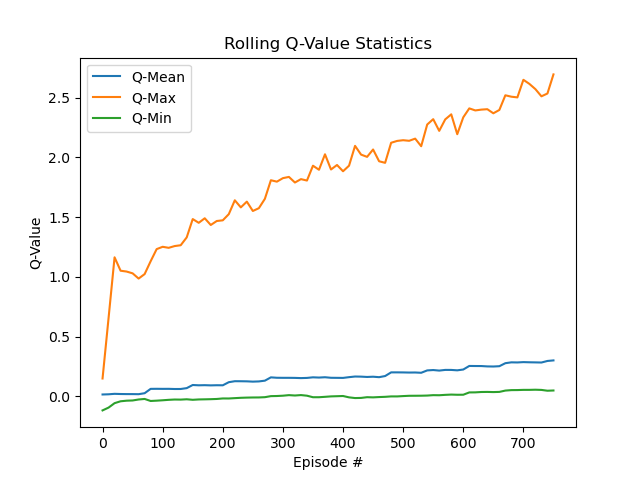 Rolling Q-Value Statistics
Q-Mean
Q-Max
Q-Min
2.5
2.0
1.5
1.0
0.5
0.0
Q-Value
0 100 200 300 400 500 600 700
Episode #